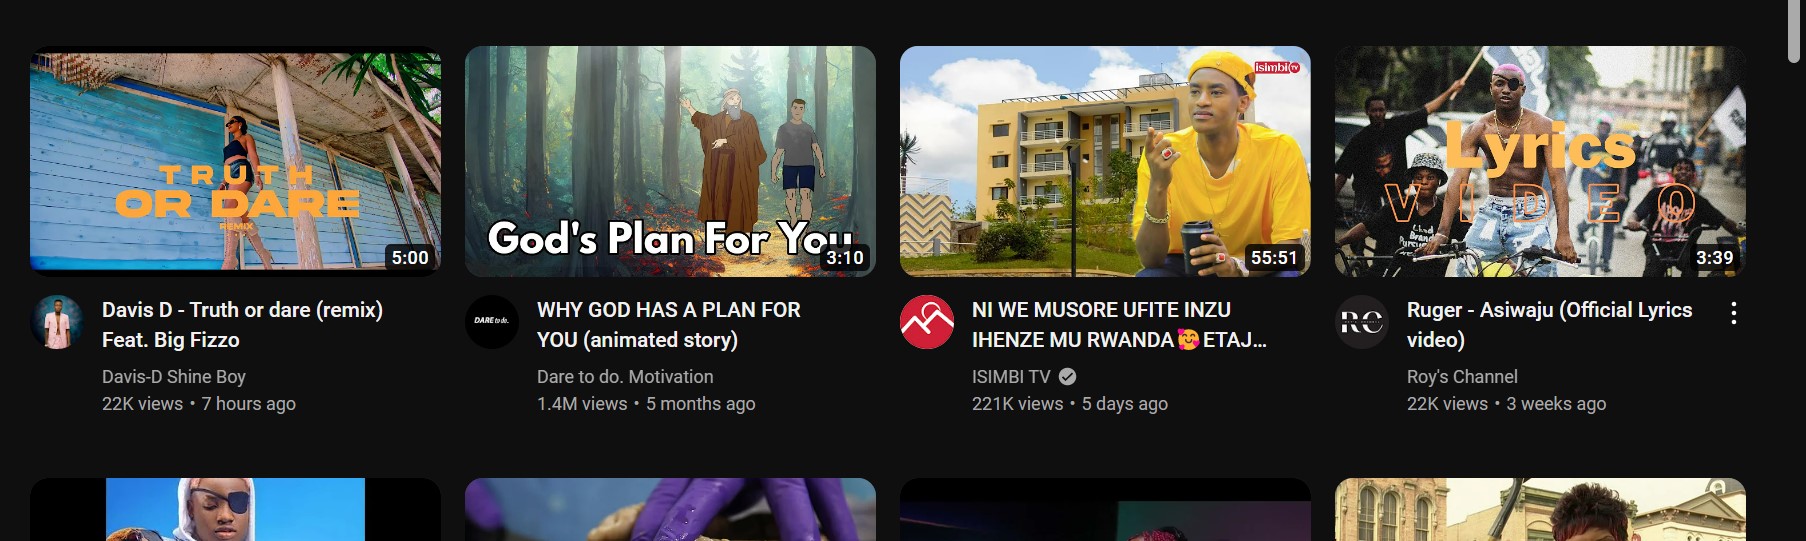 TRUTH
OR DARE
REMIX
5:00
God's Plan For You
3:10
isimbi TV
55:51
Lyrics
VIDEO
3:39
Davis D - Truth or dare (remix)
Feat. Big Fizzo
Davis-D Shine Boy
22K views • 7 hours ago
DARE to do.
WHY GOD HAS A PLAN FOR
YOU (animated story)
Dare to do. Motivation
1.4M views • 5 months ago
NI WE MUSORE UFITE INZU
IHENZE MU RWANDA🥰ETAJ...
ISIMBI TV
221K views • 5 days ago
RC
Ruger - Asiwaju (Official Lyrics
video)
Roy's Channel
22K views • 3 weeks ago